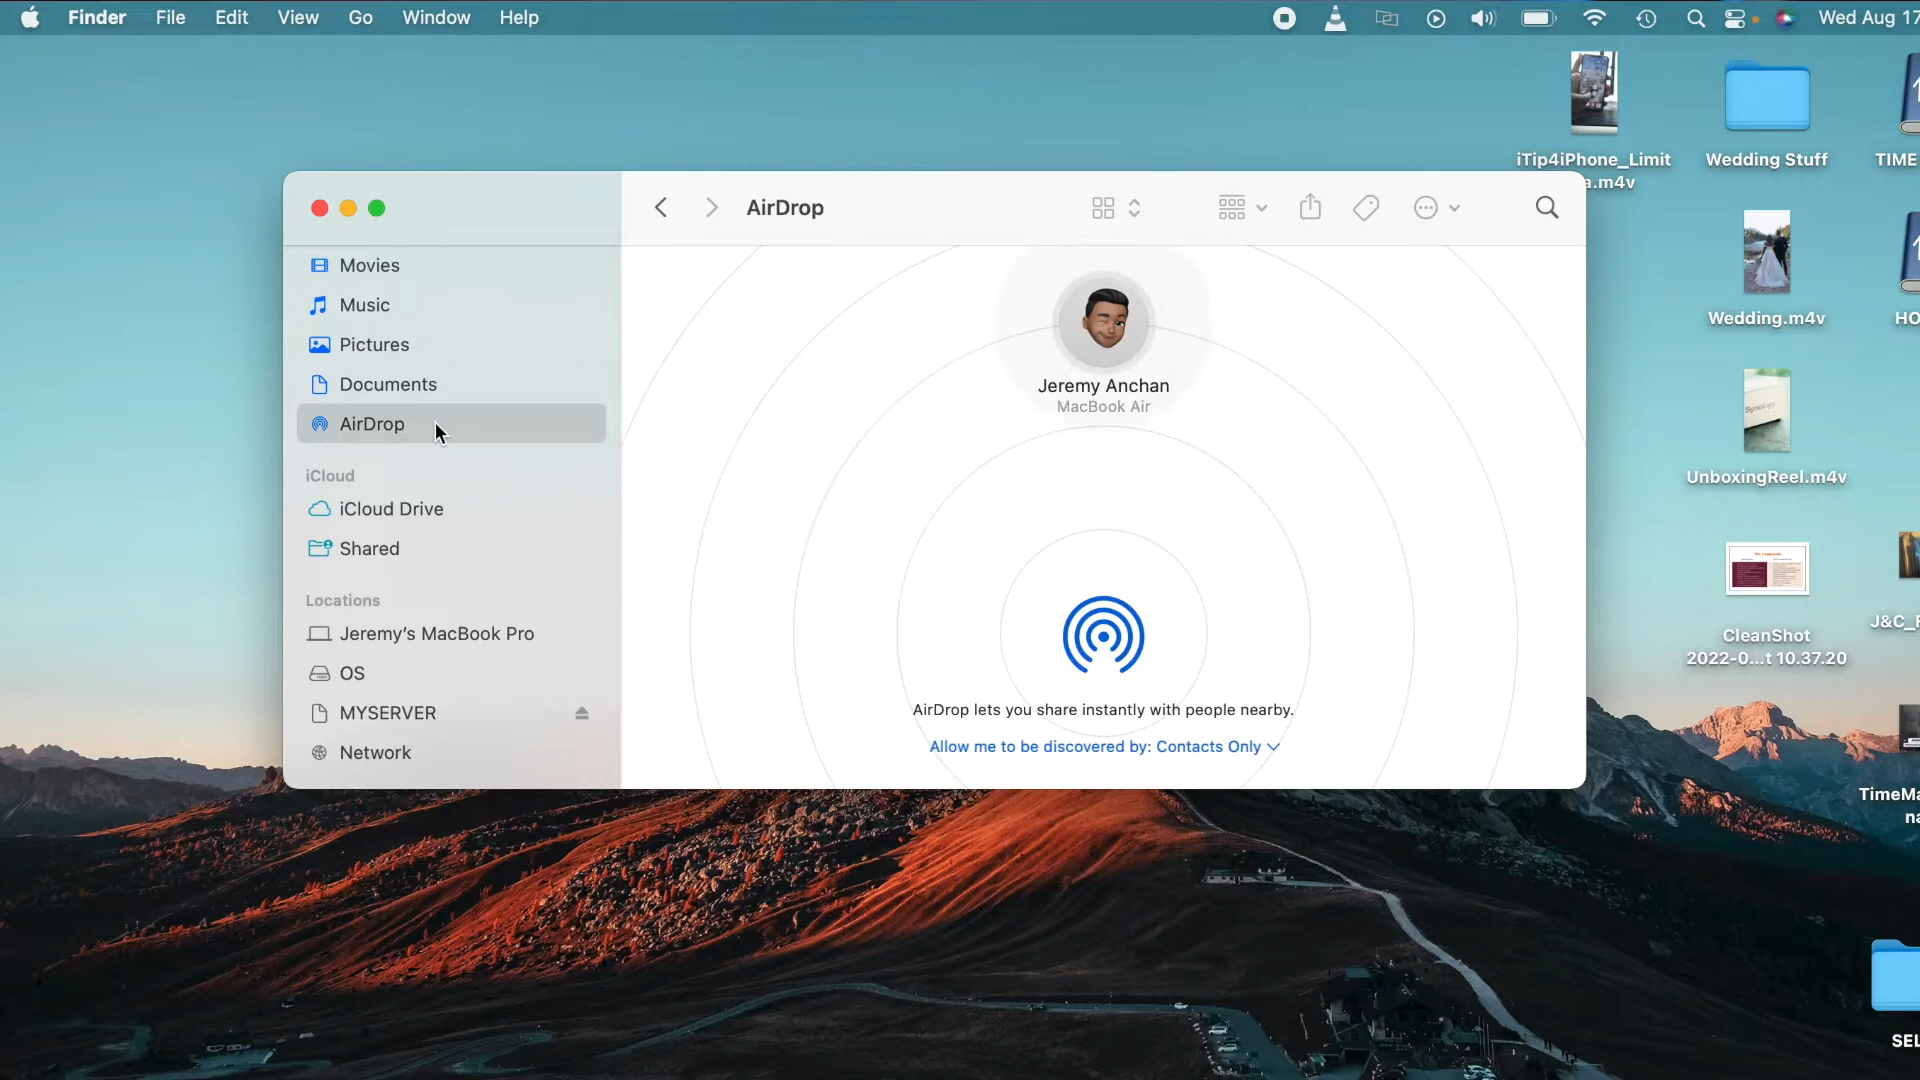 Finder File Edit View Go Window Help
Wed Aug 17
iTip4iPhone_Limit
a.m4v
Wedding Stuff
TIME
AirDrop
Movies
Music
Pictures
Documents
AirDrop
iCloud
iCloud Drive
Shared
Locations
Jeremy's MacBook Pro
OS
MYSERVER
Network
Jeremy Anchan
MacBook Air
AirDrop lets you share instantly with people nearby.
Allow me to be discovered by: Contacts Only
Wedding.m4v
HO
Synology
UnboxingReel.m4v
CleanShot
2022-0...t 10.37.20
J&C_F
TimeMa
na
SEL